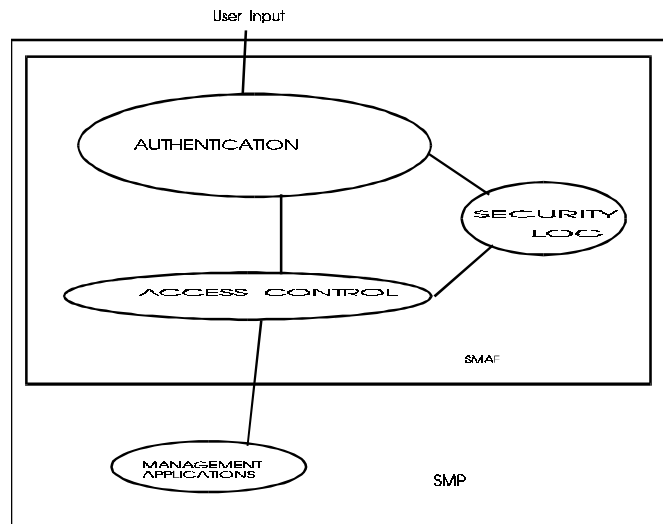 User Input
AUTHENTICATION
SECURITY
LOG
ACCESS CONTROL
SMAF
MANAGEMENT
APPLICATIONS
SMP